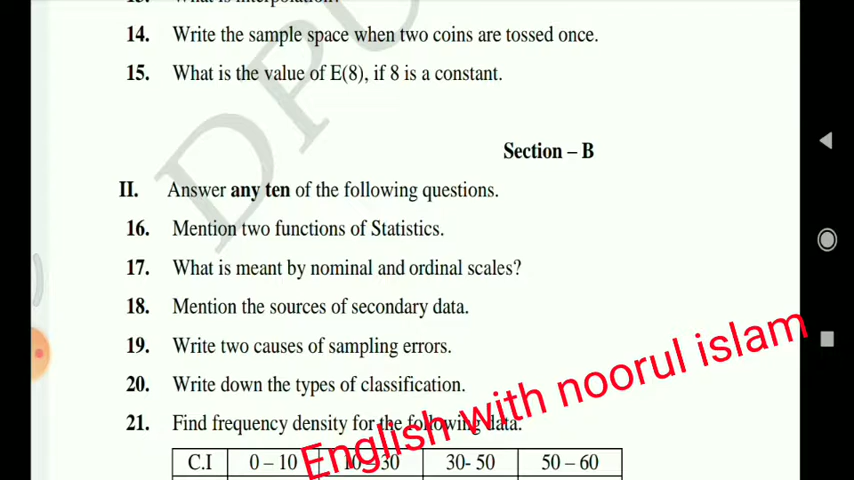 14. Write the sample space when two coins are tossed once.
15. What is the value of E(8), if 8 is a constant.
Section – B
II. Answer any ten of the following questions.
16. Mention two functions of Statistics.
17. What is meant by nominal and ordinal scales?
18. Mention the sources of secondary data.
19. Write two causes of sampling errors.
20. Write down the types of classification.
21. Find frequency density for the following data.
C.I 0 – 10 10 – 30 30- 50 50 – 60
English with noorul islam
DPU